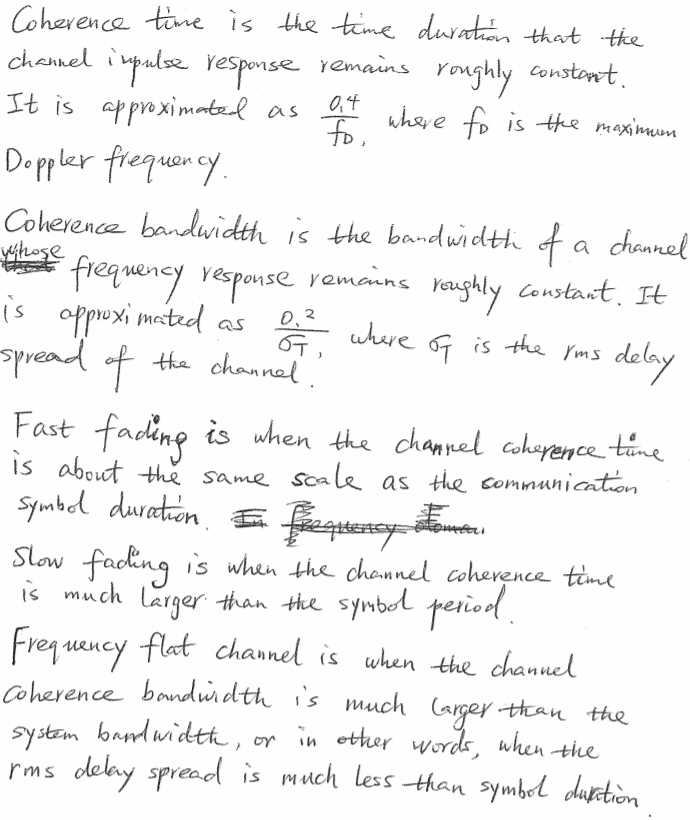 Coherence time is the time duration that the
channel impulse response remains roughly constant.
It is approximated as 0.4/f_D, where f_D is the maximum
Doppler frequency.
Coherence bandwidth is the bandwidth of a channel
whose frequency response remains roughly constant. It
is approximated as 0.2/σ_T, where σ_T is the rms delay
spread of the channel.
Fast fading is when the channel coherence time
is about the same scale as the communication
symbol duration.
Slow fading is when the channel coherence time
is much larger than the symbol period.
Frequency flat channel is when the channel
coherence bandwidth is much larger than the
system bandwidth, or in other words, when the
rms delay spread is much less than symbol duration.